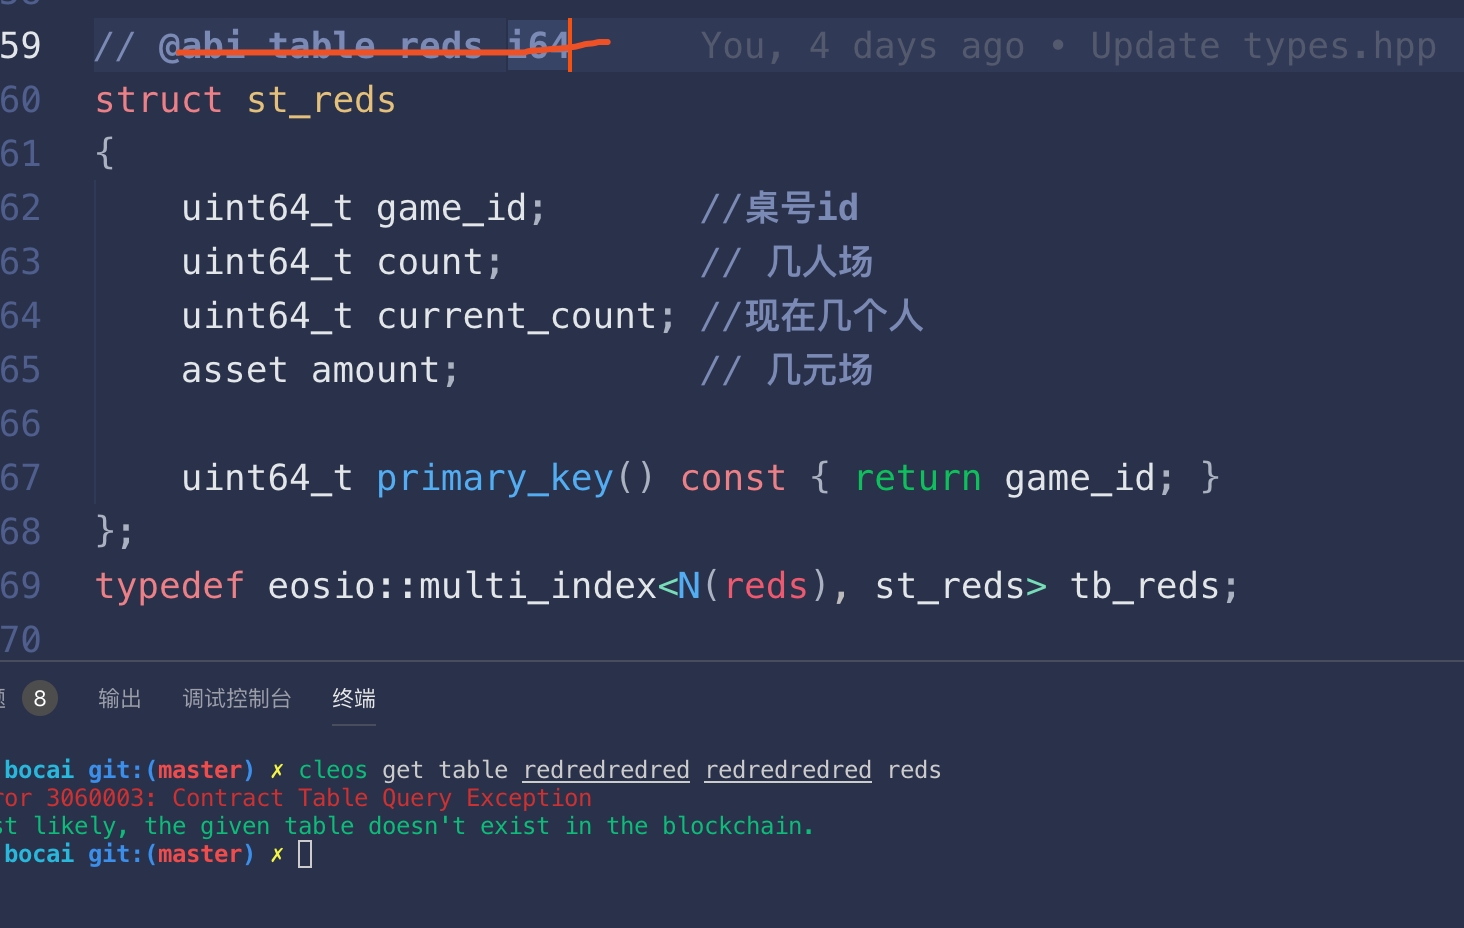 59 // @abi table reds i64 You, 4 days ago • Update types.hpp
60 struct st_reds
61 {
62 uint64_t game_id; //桌号id
63 uint64_t count; // 几人场
64 uint64_t current_count; //现在几个人
65 asset amount; // 几元场
66
67 uint64_t primary_key() const { return game_id; }
68 };
69 typedef eosio::multi_index<N(reds), st_reds> tb_reds;
70
8 输出 调试控制台 终端
bocai git:(master) ✗ cleos get table redredredred redredredred reds
ror 3060003: Contract Table Query Exception
st likely, the given table doesn't exist in the blockchain.
bocai git:(master) ✗